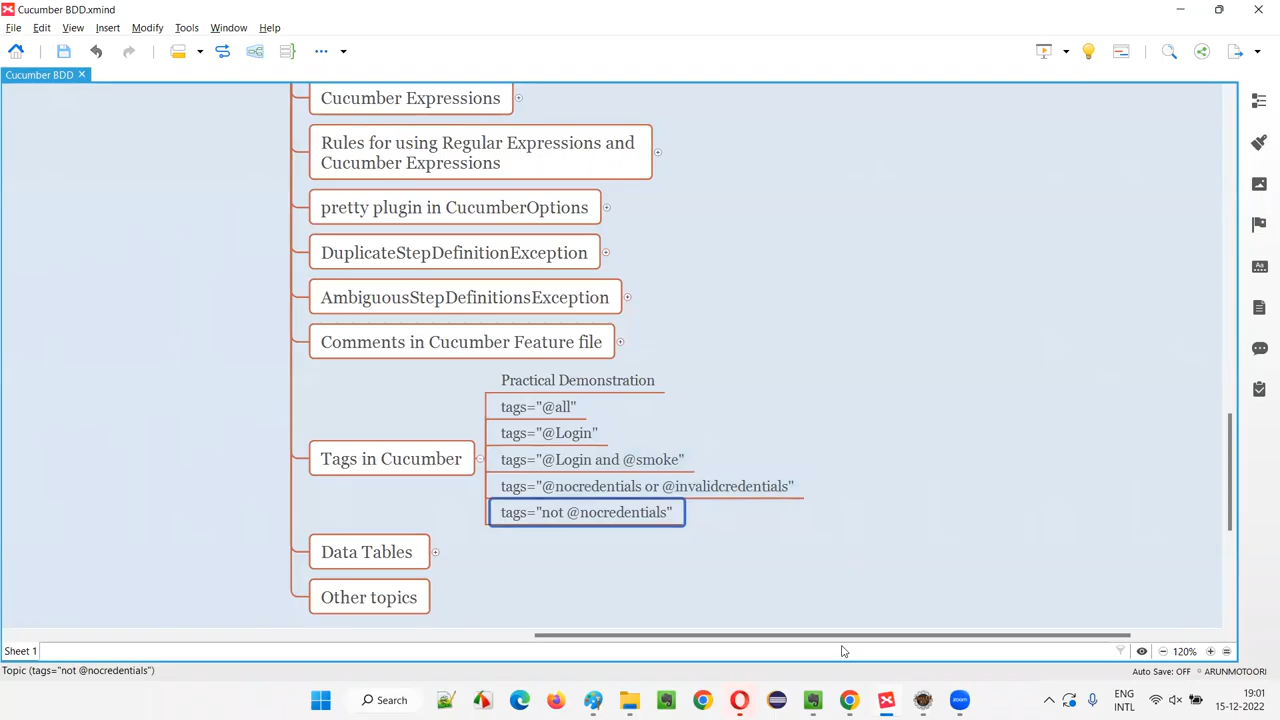 Cucumber BDD.xmind
File Edit View Insert Modify Tools Window Help
Cucumber BDD
Cucumber Expressions
Rules for using Regular Expressions and
Cucumber Expressions
pretty plugin in CucumberOptions
DuplicateStepDefinitionException
AmbiguousStepDefinitionsException
Comments in Cucumber Feature file
Practical Demonstration
tags="@all"
tags="@Login"
Tags in Cucumber
tags="@Login and @smoke"
tags="@nocredentials or @invalidcredentials"
tags="not @nocredentials"
Data Tables
Other topics
Sheet 1
120%
Topic (tags="not @nocredentials")
Auto Save: OFF
ARUNMOTOORI
Search
ENG
INTL
19:01
15-12-2022